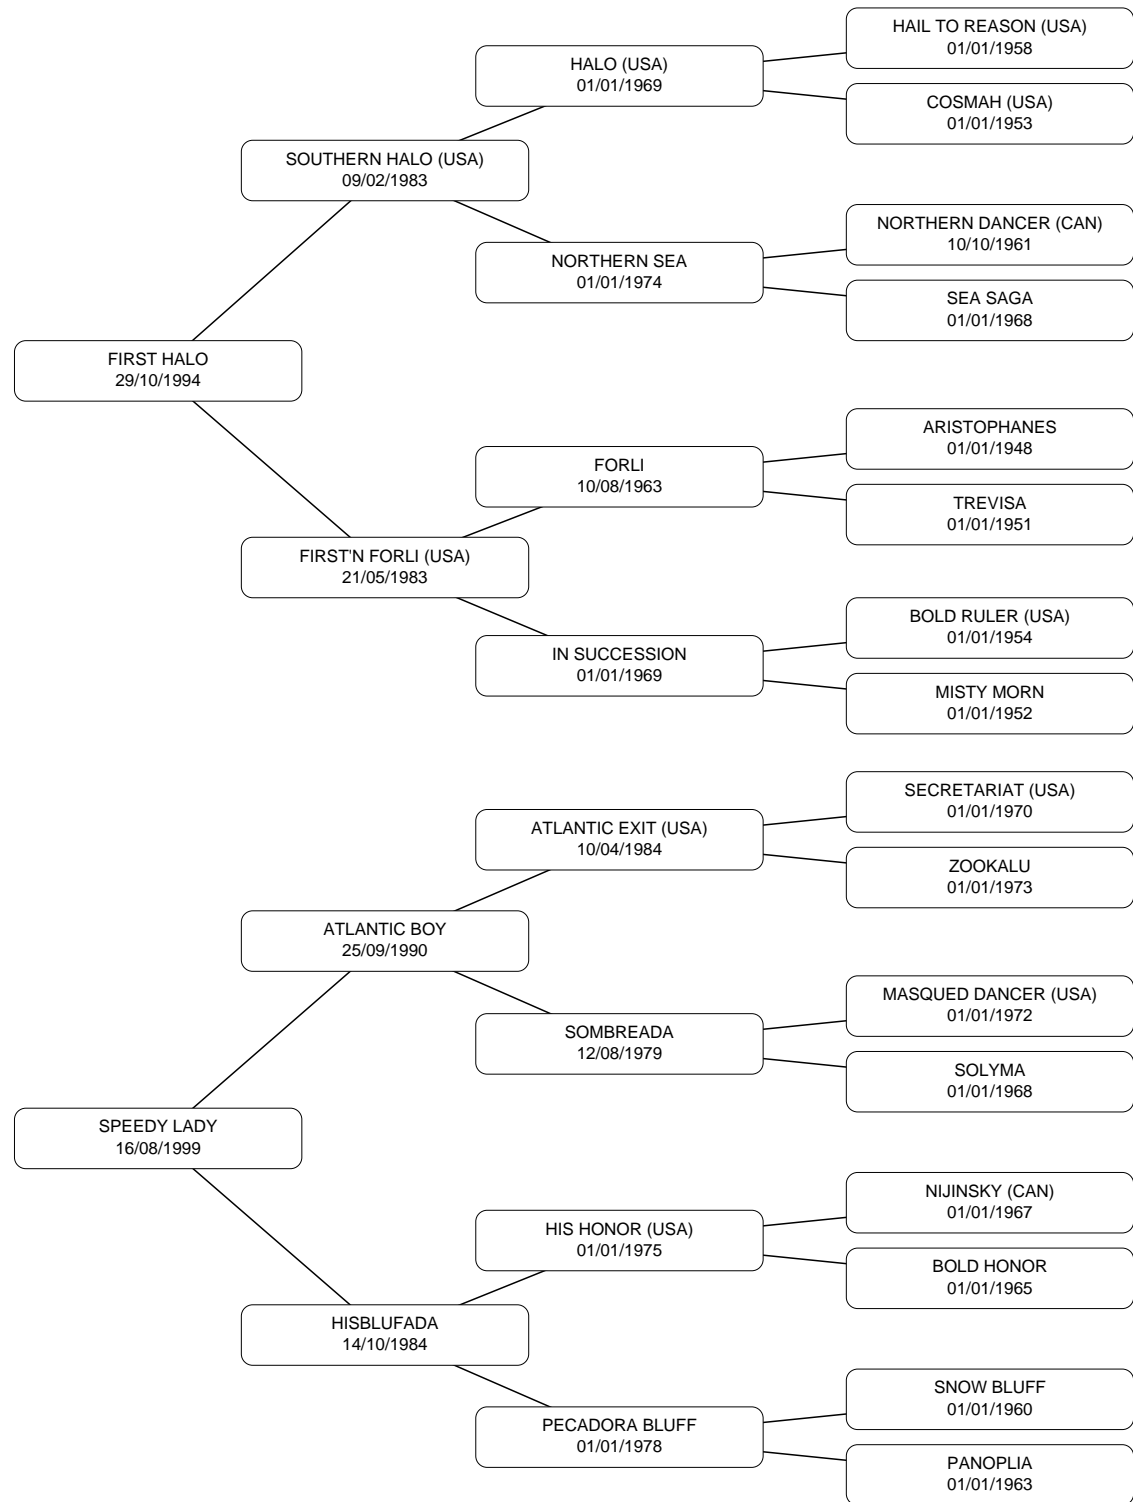 HAIL TO REASON (USA)
01/01/1958
HALO (USA)
01/01/1969
COSMAH (USA)
01/01/1953
SOUTHERN HALO (USA)
09/02/1983
NORTHERN DANCER (CAN)
10/10/1961
NORTHERN SEA
01/01/1974
SEA SAGA
01/01/1968
FIRST HALO
29/10/1994
ARISTOPHANES
01/01/1948
FORLI
10/08/1963
TREVISA
01/01/1951
FIRST'N FORLI (USA)
21/05/1983
BOLD RULER (USA)
01/01/1954
IN SUCCESSION
01/01/1969
MISTY MORN
01/01/1952
SECRETARIAT (USA)
01/01/1970
ATLANTIC EXIT (USA)
10/04/1984
ZOOKALU
01/01/1973
ATLANTIC BOY
25/09/1990
MASQUED DANCER (USA)
01/01/1972
SOMBREADA
12/08/1979
SOLYMA
01/01/1968
SPEEDY LADY
16/08/1999
NIJINSKY (CAN)
01/01/1967
HIS HONOR (USA)
01/01/1975
BOLD HONOR
01/01/1965
HISBLUFADA
14/10/1984
SNOW BLUFF
01/01/1960
PECADORA BLUFF
01/01/1978
PANOPLIA
01/01/1963